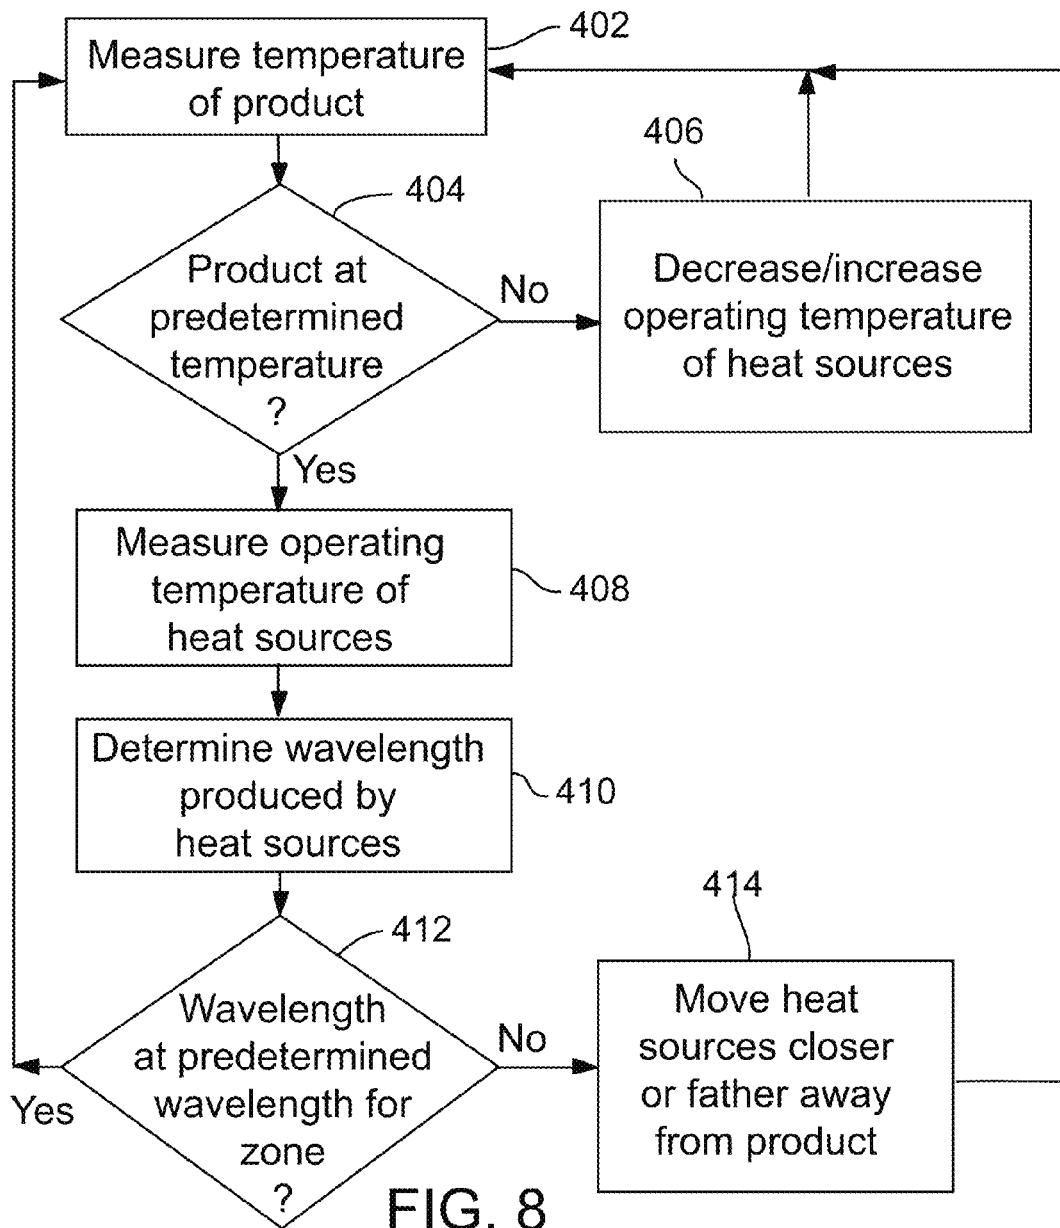 402
Measure temperature
of product
404
Product at
predetermined
temperature
?
No
406
Decrease/increase
operating temperature
of heat sources
Yes
Measure operating
temperature of
heat sources
408
Determine wavelength
produced by
heat sources
410
412
Wavelength
at predetermined
wavelength for
zone
?
Yes
No
414
Move heat
sources closer
or father away
from product
FIG. 8